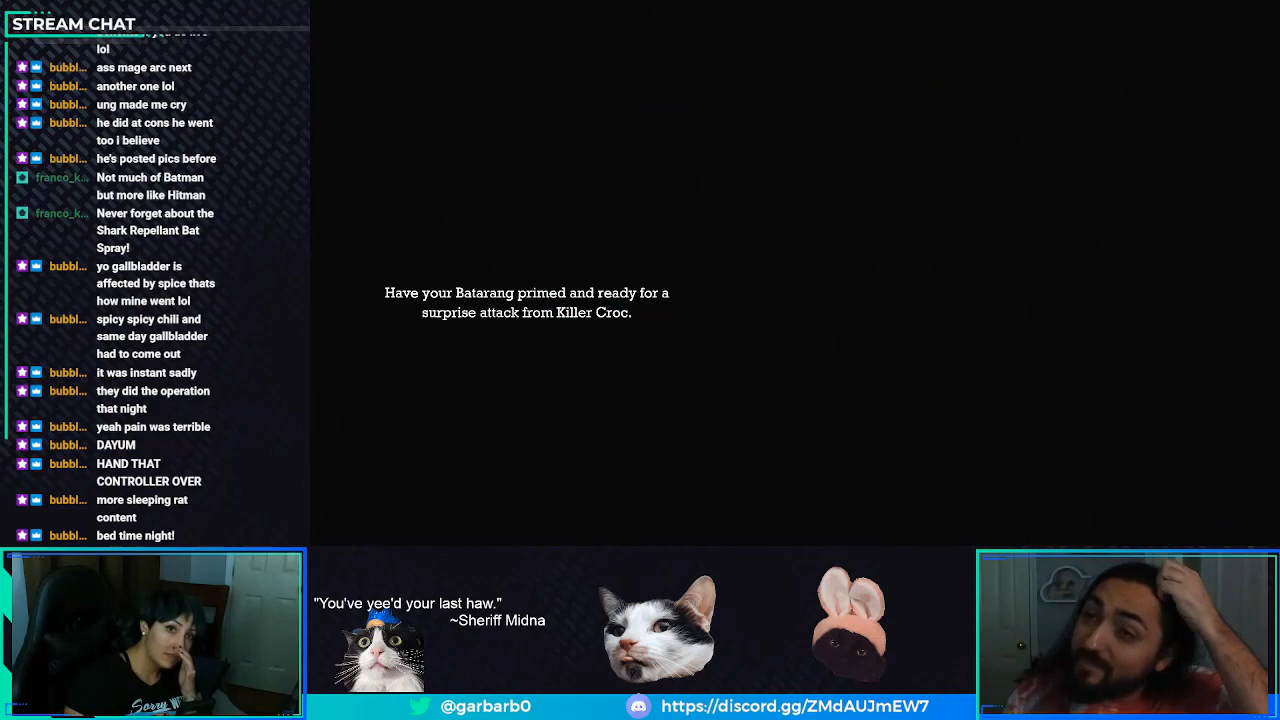 STREAM CHAT
lol
bubbl... ass mage arc next
bubbl... another one lol
bubbl... ung made me cry
bubbl... he did at cons he went
too i believe
bubbl... he's posted pics before
franco_k... Not much of Batman
but more like Hitman
franco_k... Never forget about the
Shark Repellant Bat
Spray!
bubbl... yo gallbladder is
affected by spice thats
how mine went lol
bubbl... spicy spicy chili and
same day gallbladder
had to come out
bubbl... it was instant sadly
bubbl... they did the operation
that night
bubbl... yeah pain was terrible
bubbl... DAYUM
bubbl... HAND THAT
CONTROLLER OVER
bubbl... more sleeping rat
content
bubbl... bed time night!
Have your Batarang primed and ready for a
surprise attack from Killer Croc.
"You've yee'd your last haw."
~Sheriff Midna
Sorry
@garbarb0
https://discord.gg/ZMdAUJmEW7